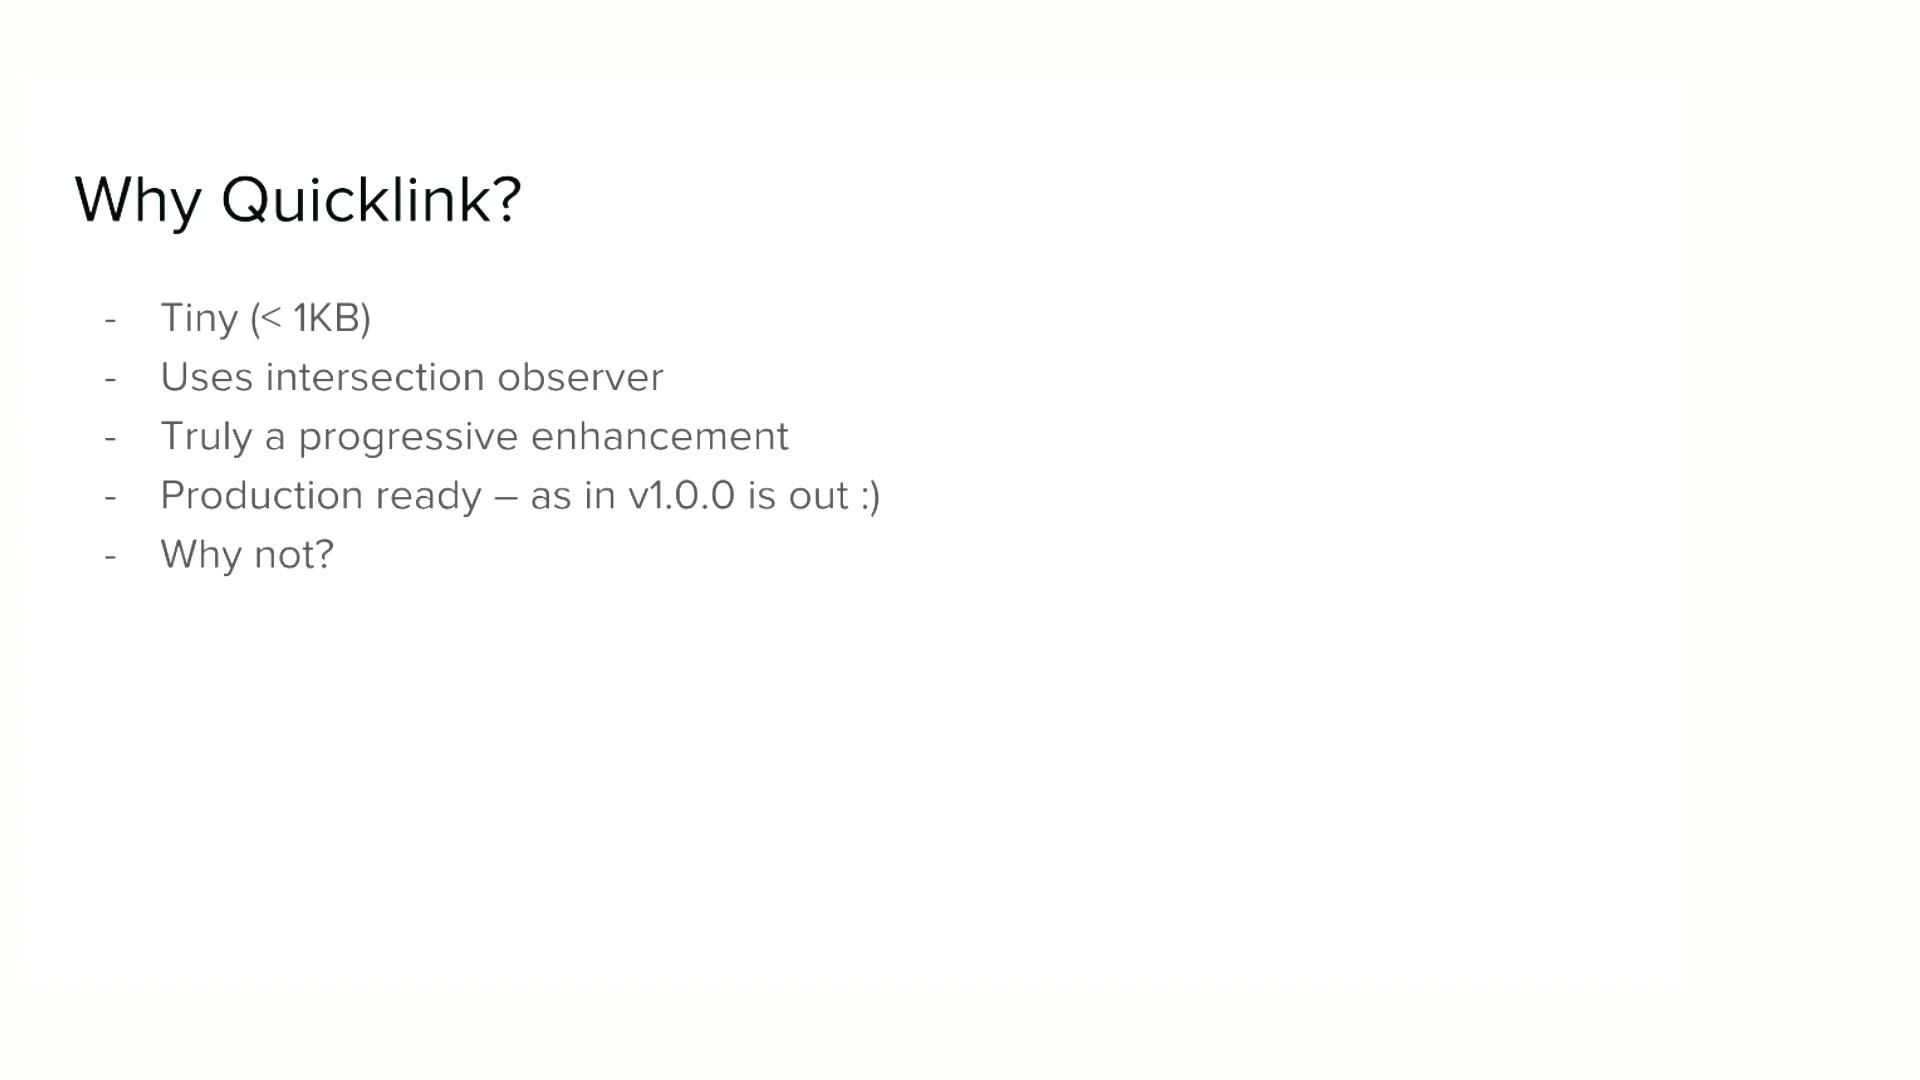 Why Quicklink?
- Tiny (< 1KB)
- Uses intersection observer
- Truly a progressive enhancement
- Production ready – as in v1.0.0 is out :)
- Why not?